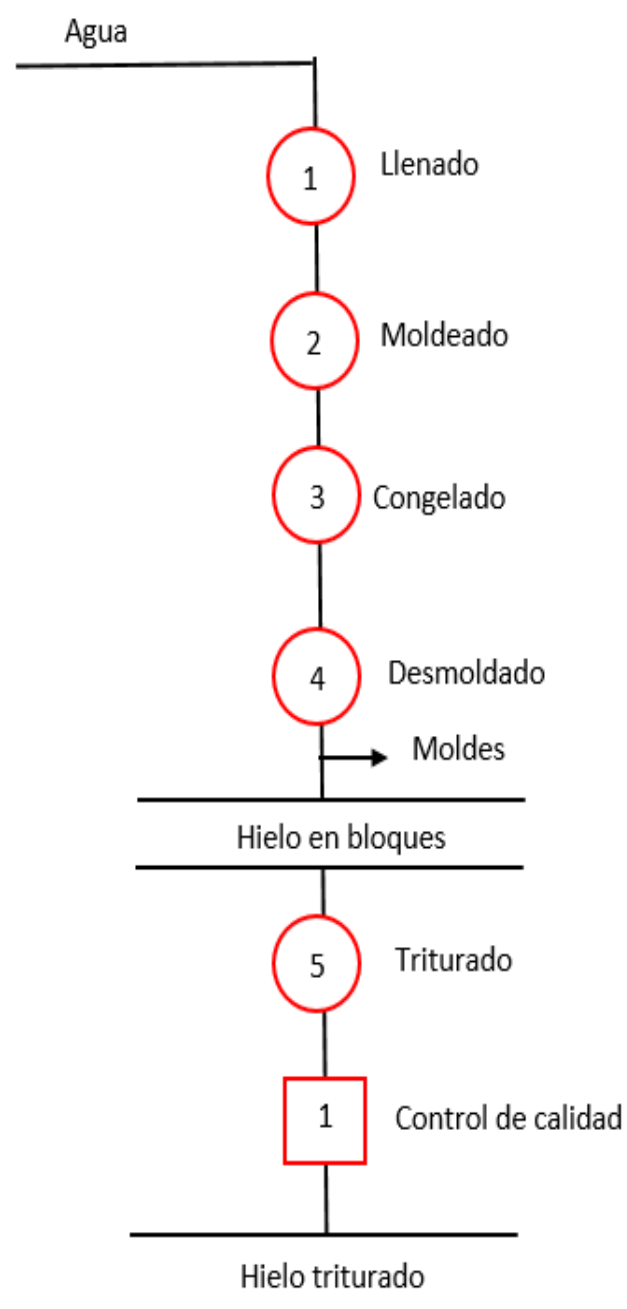 Agua
1 Llenado
2 Moldeado
3 Congelado
4 Desmoldado
Moldes
Hielo en bloques
5 Triturado
1 Control de calidad
Hielo triturado